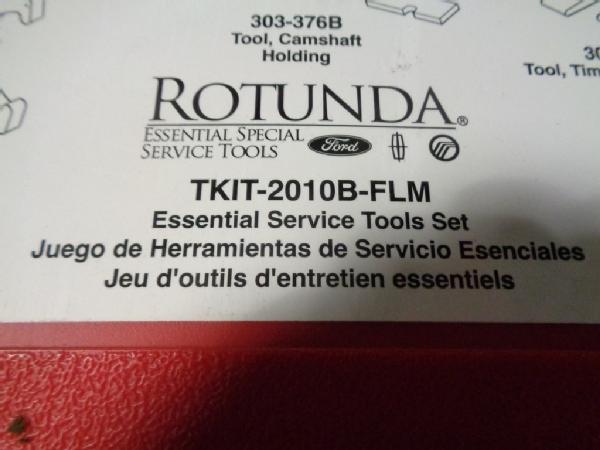 303-376B
Tool, Camshaft
Holding
Tool,
ROTUNDA®
ESSENTIAL SPECIAL
SERVICE TOOLS
Ford
TKIT-2010B-FLM
Essential Service Tools Set
Juego de Herramientas de Servicio Esenciales
Jeu d'outils d'entretien essentiels